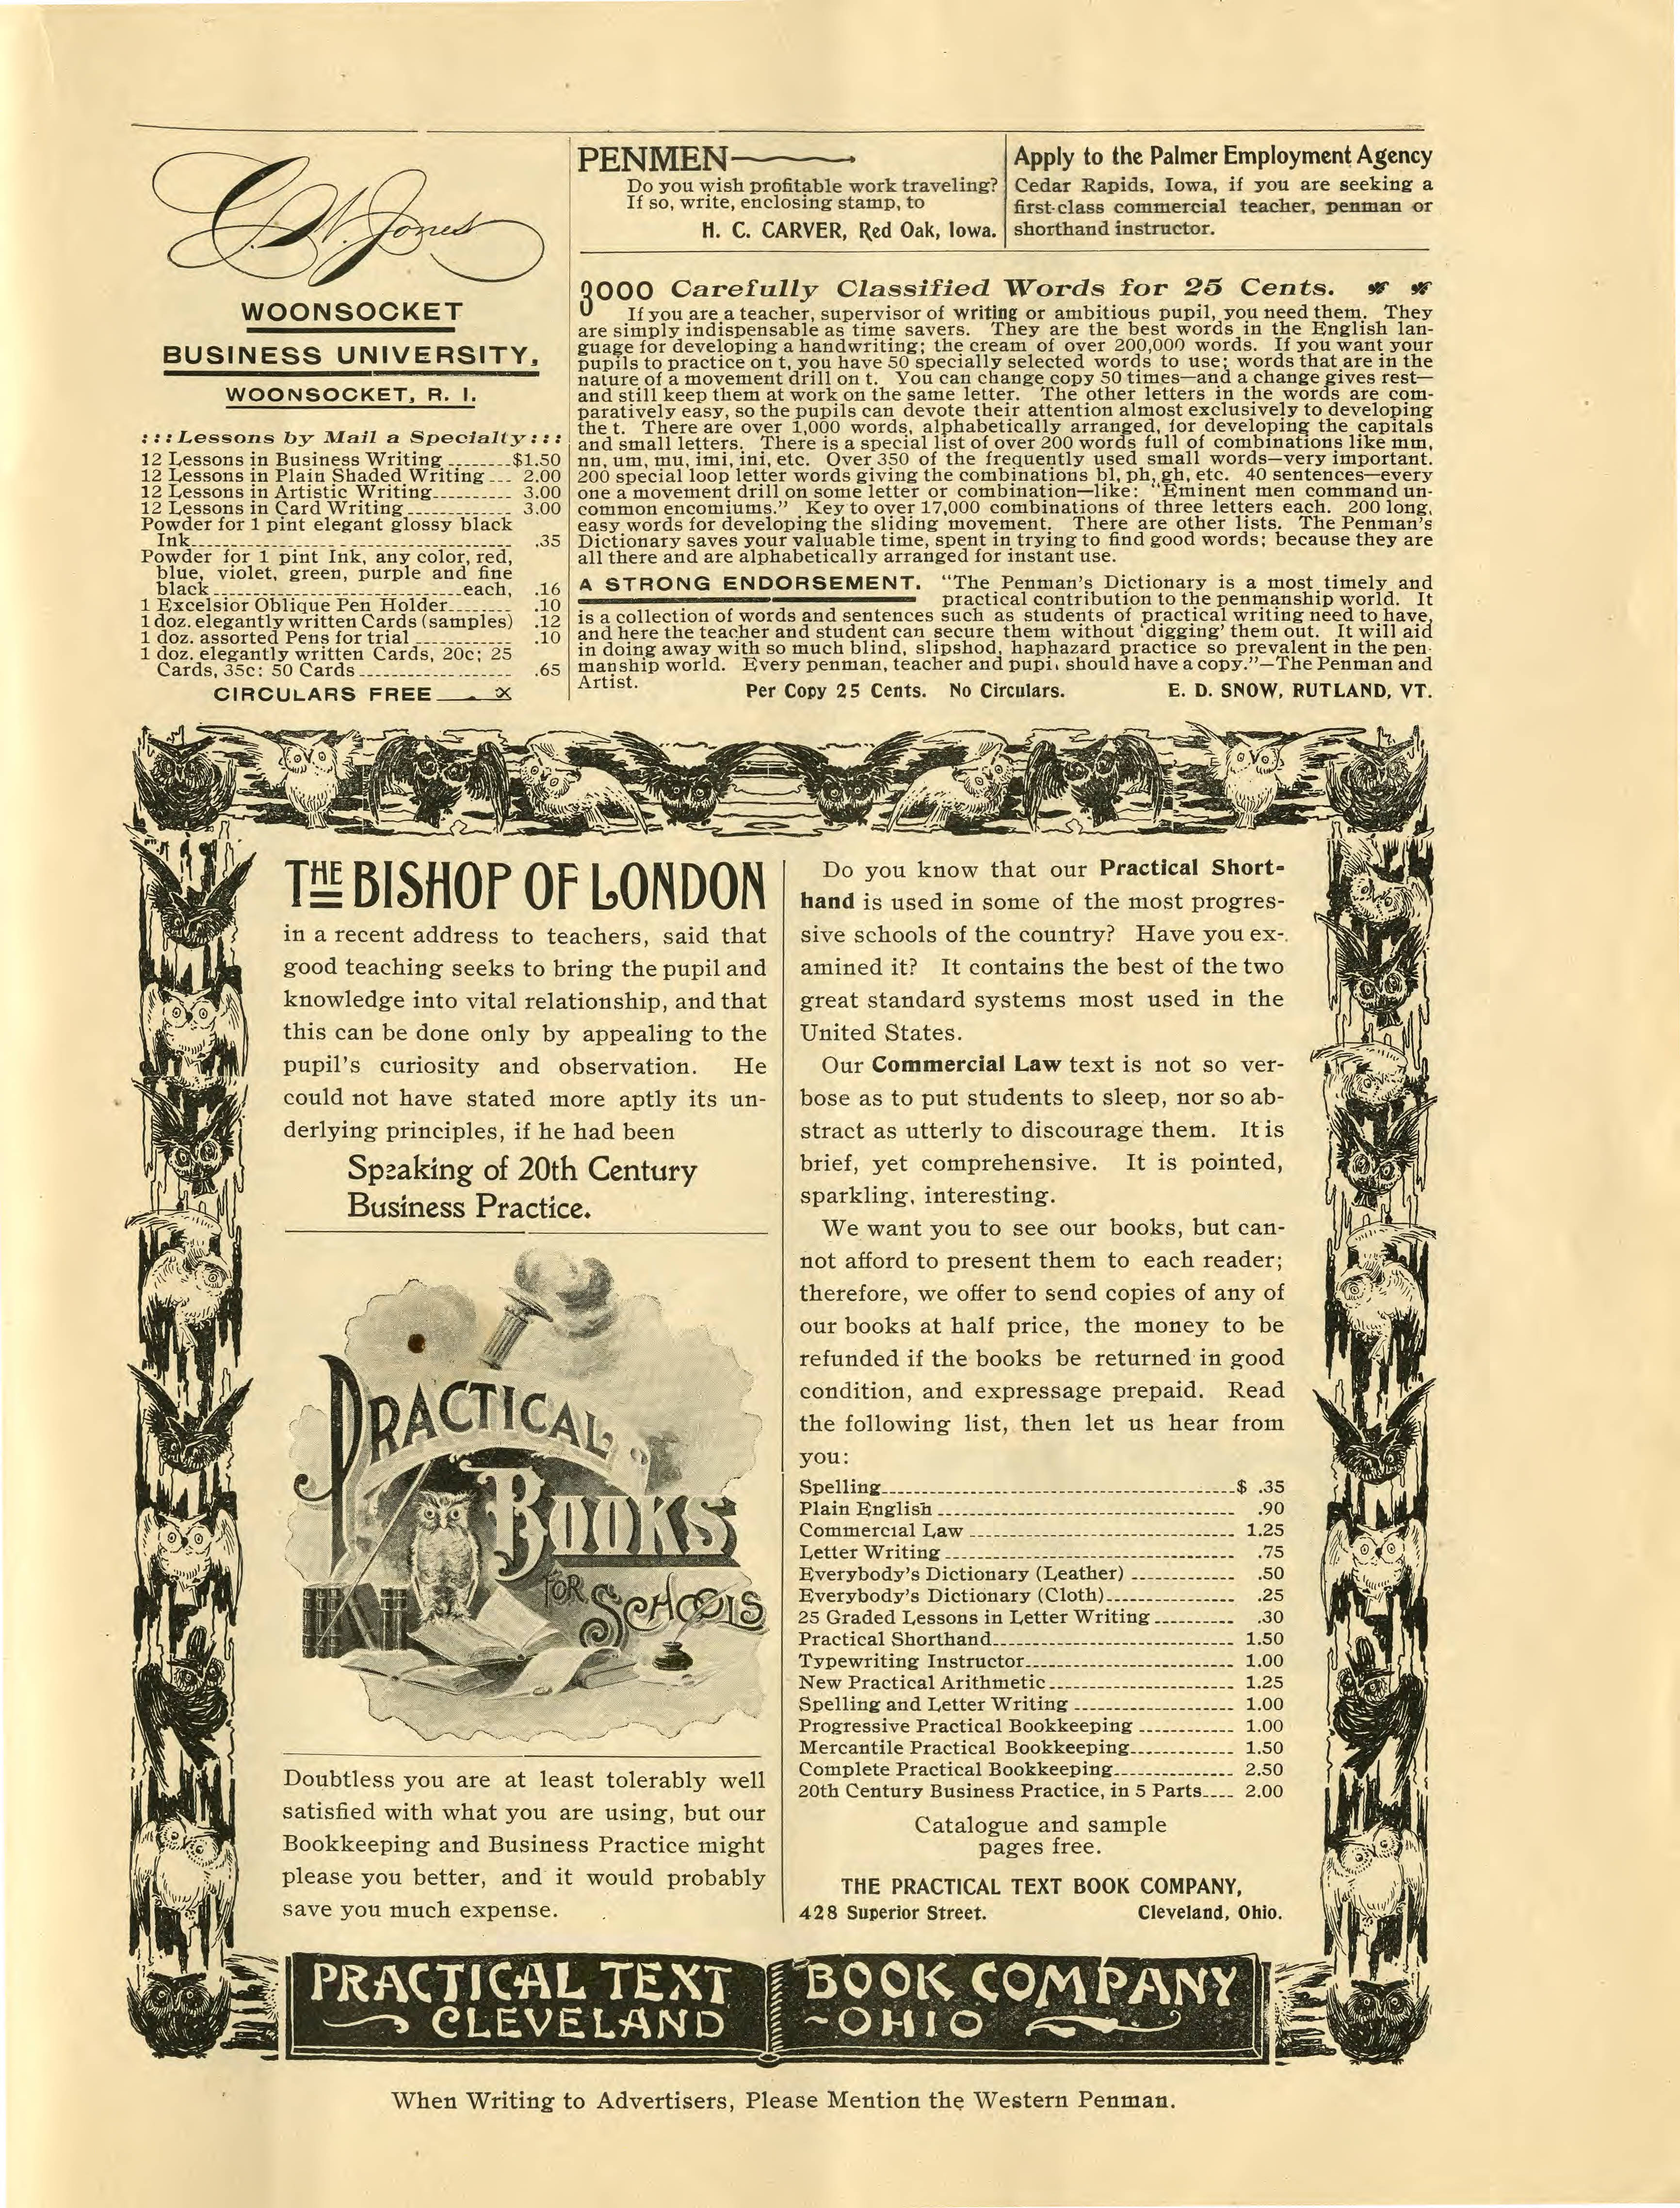 C. W. Jones
WOONSOCKET
BUSINESS UNIVERSITY,
WOONSOCKET, R. I.
:::Lessons by Mail a Specialty:::
12 Lessons in Business Writing ........$1.50
12 Lessons in Plain Shaded Writing... 2.00
12 Lessons in Artistic Writing.......... 3.00
12 Lessons in Card Writing............. 3.00
Powder for 1 pint elegant glossy black
Ink........................................ .35
Powder for 1 pint Ink, any color, red,
blue, violet, green, purple and fine
black................................each, .16
1 Excelsior Oblique Pen Holder......... .10
1 doz. elegantly written Cards (samples) .12
1 doz. assorted Pens for trial ............ .10
1 doz. elegantly written Cards, 20c; 25
Cards, 35c: 50 Cards.................... .65
CIRCULARS FREE
PENMEN
Do you wish profitable work traveling?
If so, write, enclosing stamp, to
H. C. CARVER, Red Oak, Iowa.
Apply to the Palmer Employment Agency
Cedar Rapids, Iowa, if you are seeking a
first-class commercial teacher, penman or
shorthand instructor.
3000 Carefully Classified Words for 25 Cents.
If you are a teacher, supervisor of writing or ambitious pupil, you need them. They
are simply indispensable as time savers. They are the best words in the English lan-
guage for developing a handwriting; the cream of over 200,000 words. If you want your
pupils to practice on t, you have 50 specially selected words to use; words that are in the
nature of a movement drill on t. You can change copy 50 times—and a change gives rest—
and still keep them at work on the same letter. The other letters in the words are com-
paratively easy, so the pupils can devote their attention almost exclusively to developing
the t. There are over 1,000 words, alphabetically arranged, for developing the capitals
and small letters. There is a special list of over 200 words full of combinations like mm,
nn, um, mu, imi, ini, etc. Over 350 of the frequently used small words—very important.
200 special loop letter words giving the combinations bl, ph, gh, etc. 40 sentences—every
one a movement drill on some letter or combination—like: "Eminent men command un-
common encomiums." Key to over 17,000 combinations of three letters each. 200 long,
easy words for developing the sliding movement. There are other lists. The Penman's
Dictionary saves your valuable time, spent in trying to find good words; because they are
all there and are alphabetically arranged for instant use.
A STRONG ENDORSEMENT. "The Penman's Dictionary is a most timely and
practical contribution to the penmanship world. It
is a collection of words and sentences such as students of practical writing need to have,
and here the teacher and student can secure them without 'digging' them out. It will aid
in doing away with so much blind, slipshod, haphazard practice so prevalent in the pen-
manship world. Every penman, teacher and pupil should have a copy."—The Penman and
Artist.
Per Copy 25 Cents. No Circulars. E. D. SNOW, RUTLAND, VT.
THE BISHOP OF LONDON
in a recent address to teachers, said that
good teaching seeks to bring the pupil and
knowledge into vital relationship, and that
this can be done only by appealing to the
pupil's curiosity and observation. He
could not have stated more aptly its un-
derlying principles, if he had been
Speaking of 20th Century
Business Practice.
PRACTICAL
BOOKS
FOR SCHOOLS
Doubtless you are at least tolerably well
satisfied with what you are using, but our
Bookkeeping and Business Practice might
please you better, and it would probably
save you much expense.
Do you know that our Practical Short-
hand is used in some of the most progres-
sive schools of the country? Have you ex-
amined it? It contains the best of the two
great standard systems most used in the
United States.
Our Commercial Law text is not so ver-
bose as to put students to sleep, nor so ab-
stract as utterly to discourage them. It is
brief, yet comprehensive. It is pointed,
sparkling, interesting.
We want you to see our books, but can-
not afford to present them to each reader;
therefore, we offer to send copies of any of
our books at half price, the money to be
refunded if the books be returned in good
condition, and expressage prepaid. Read
the following list, then let us hear from
you:
Spelling............................................$ .35
Plain English ..................................... .90
Commercial Law ................................. 1.25
Letter Writing.................................... .75
Everybody's Dictionary (Leather) ............. .50
Everybody's Dictionary (Cloth)................ .25
25 Graded Lessons in Letter Writing.......... .30
Practical Shorthand.............................. 1.50
Typewriting Instructor.......................... 1.00
New Practical Arithmetic....................... 1.25
Spelling and Letter Writing .................... 1.00
Progressive Practical Bookkeeping ............ 1.00
Mercantile Practical Bookkeeping............. 1.50
Complete Practical Bookkeeping............... 2.50
20th Century Business Practice, in 5 Parts.... 2.00
Catalogue and sample
pages free.
THE PRACTICAL TEXT BOOK COMPANY,
428 Superior Street. Cleveland, Ohio.
PRACTICAL TEXT BOOK COMPANY
CLEVELAND - OHIO
When Writing to Advertisers, Please Mention the Western Penman.